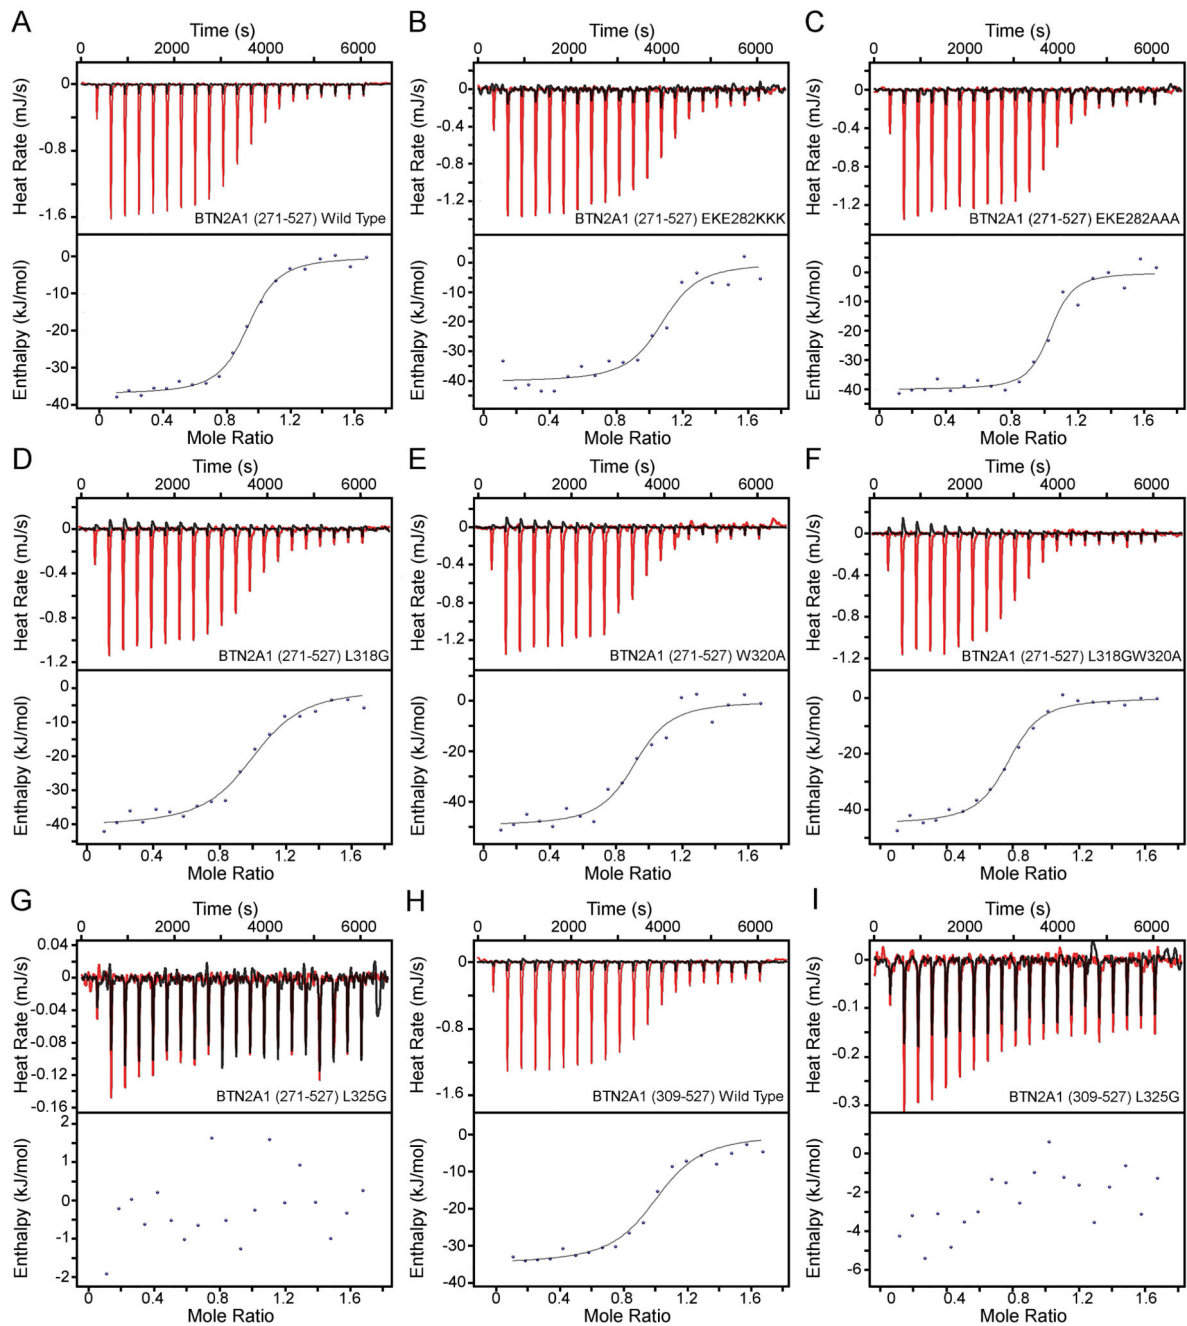 A
Time (s)
0 2000 4000 6000
Heat Rate (mJ/s)
0
-0.8
-1.6
BTN2A1 (271-527) Wild Type
Enthalpy (kJ/mol)
0
-10
-20
-30
-40
0 0.4 0.8 1.2 1.6
Mole Ratio
B
Time (s)
0 2000 4000 6000
Heat Rate (mJ/s)
0
-0.4
-0.8
-1.2
BTN2A1 (271-527) EKE282KKK
Enthalpy (kJ/mol)
0
-10
-20
-30
-40
0 0.4 0.8 1.2 1.6
Mole Ratio
C
Time (s)
0 2000 4000 6000
Heat Rate (mJ/s)
0
-0.4
-0.8
-1.2
BTN2A1 (271-527) EKE282AAA
Enthalpy (kJ/mol)
0
-10
-20
-30
-40
0 0.4 0.8 1.2 1.6
Mole Ratio
D
Time (s)
0 2000 4000 6000
Heat Rate (mJ/s)
0
-0.4
-0.8
-1.2
BTN2A1 (271-527) L318G
Enthalpy (kJ/mol)
0
-10
-20
-30
-40
0 0.4 0.8 1.2 1.6
Mole Ratio
E
Time (s)
0 2000 4000 6000
Heat Rate (mJ/s)
0
-0.4
-0.8
-1.2
BTN2A1 (271-527) W320A
Enthalpy (kJ/mol)
0
-20
-40
0 0.4 0.8 1.2 1.6
Mole Ratio
F
Time (s)
0 2000 4000 6000
Heat Rate (mJ/s)
0
-0.4
-0.8
-1.2
BTN2A1 (271-527) L318GW320A
Enthalpy (kJ/mol)
0
-20
-40
0 0.4 0.8 1.2 1.6
Mole Ratio
G
Time (s)
0 2000 4000 6000
Heat Rate (mJ/s)
0.04
0
-0.04
-0.08
-0.12
-0.16
BTN2A1 (271-527) L325G
Enthalpy (kJ/mol)
2
1
0
-1
-2
0 0.4 0.8 1.2 1.6
Mole Ratio
H
Time (s)
0 2000 4000 6000
Heat Rate (mJ/s)
0
-0.8
-1.6
BTN2A1 (309-527) Wild Type
Enthalpy (kJ/mol)
0
-10
-20
-30
-40
0 0.4 0.8 1.2 1.6
Mole Ratio
I
Time (s)
0 2000 4000 6000
Heat Rate (mJ/s)
0
-0.1
-0.2
-0.3
BTN2A1 (309-527) L325G
Enthalpy (kJ/mol)
0
-2
-4
-6
0 0.4 0.8 1.2 1.6
Mole Ratio